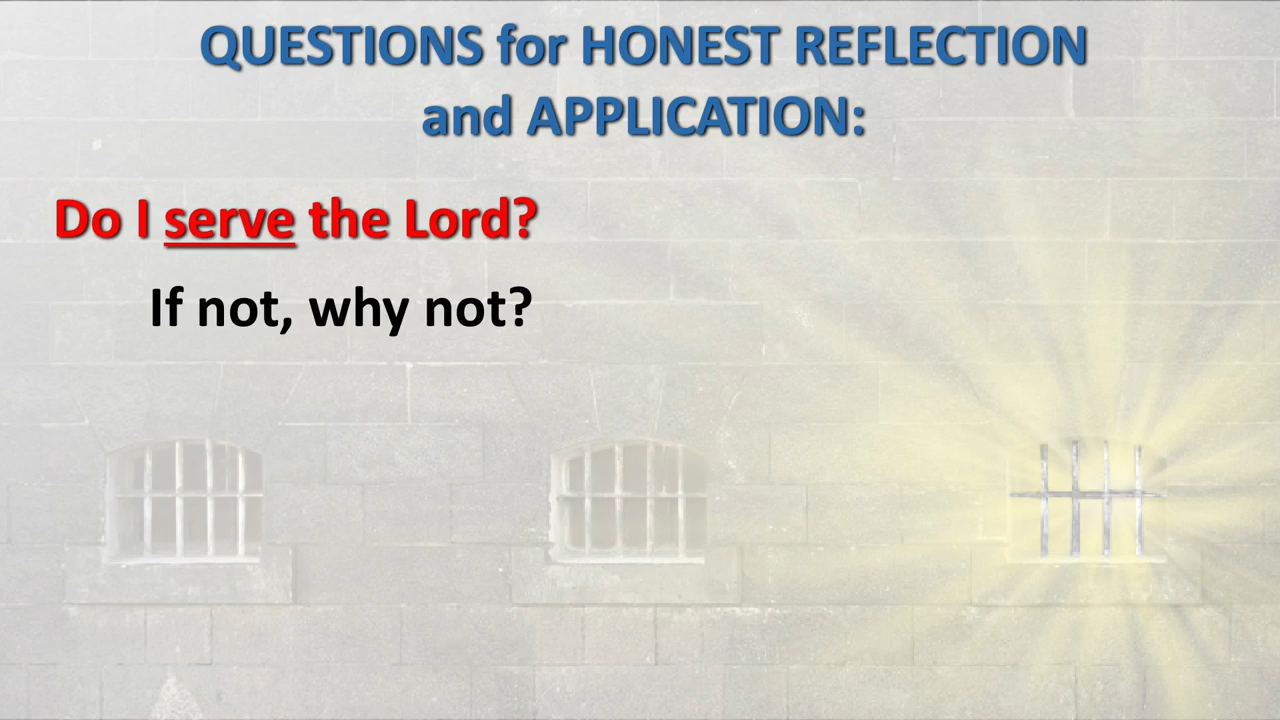 QUESTIONS for HONEST REFLECTION
and APPLICATION:
Do I serve the Lord?
If not, why not?